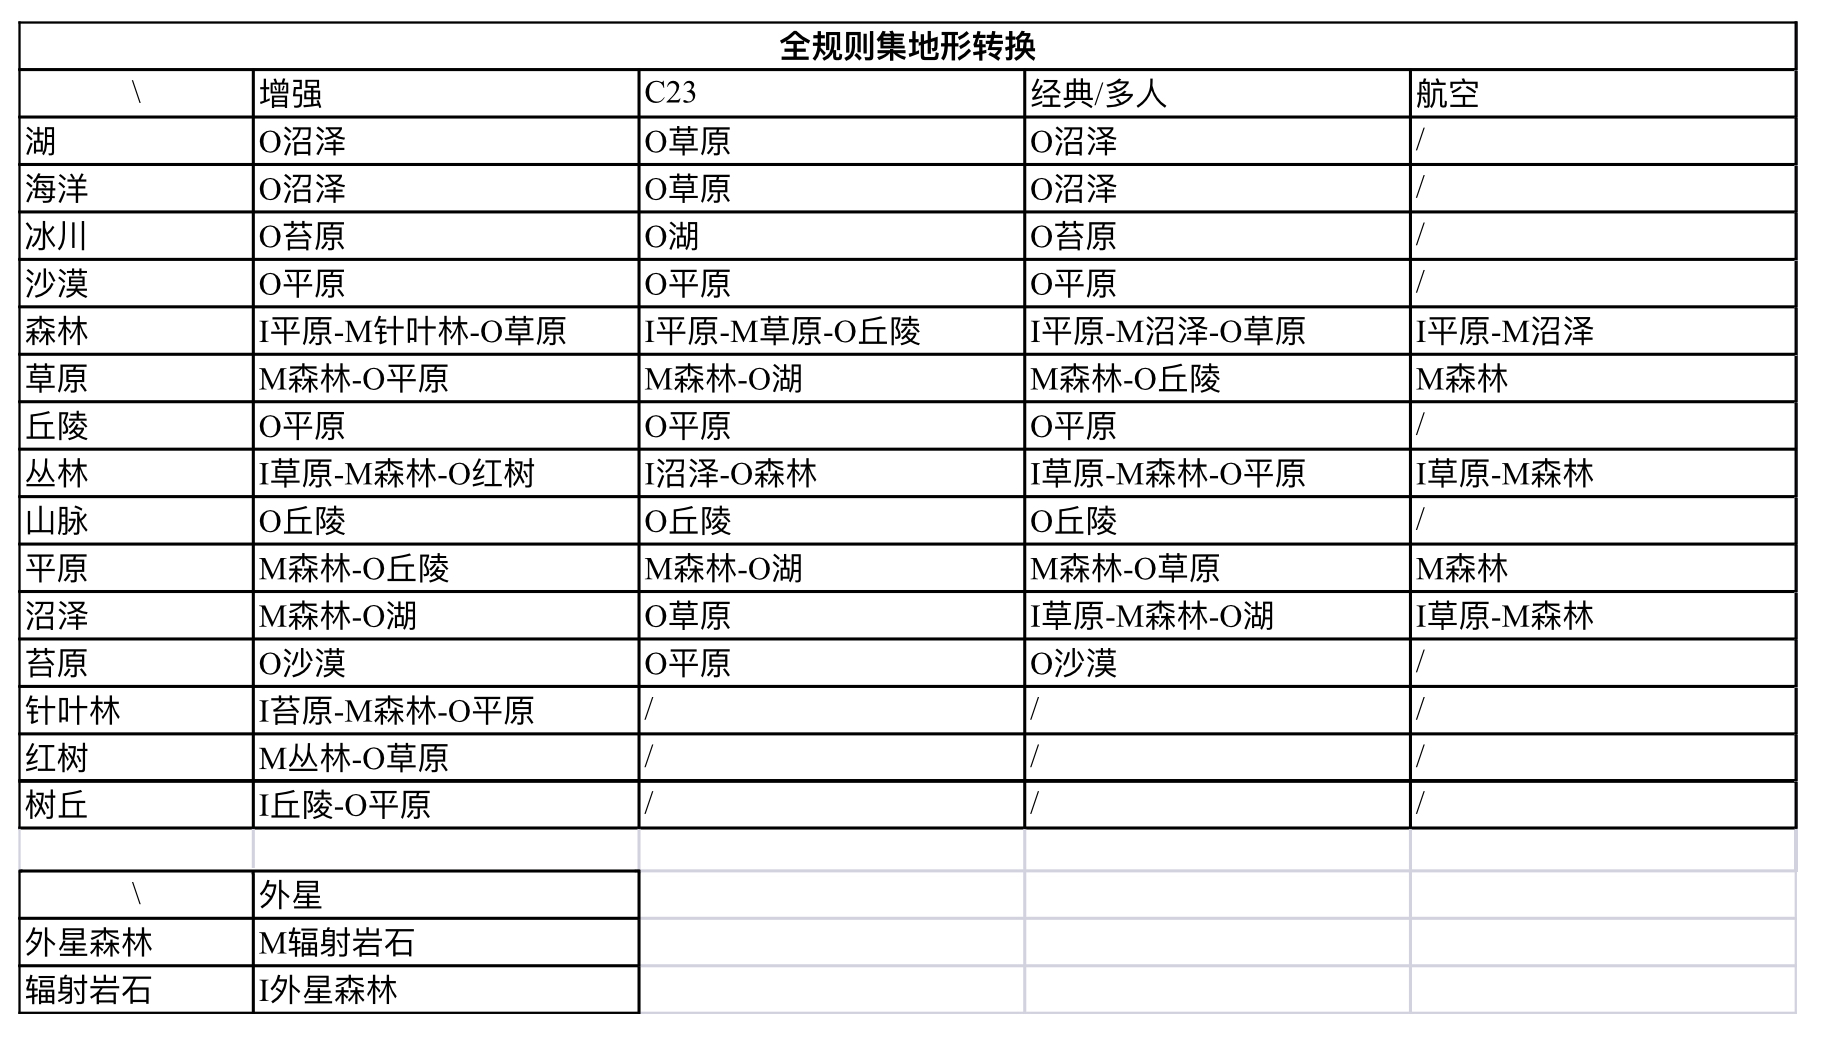 全规则集地形转换
\ 增强 C23 经典/多人 航空
湖 O沼泽 O草原 O沼泽 /
海洋 O沼泽 O草原 O沼泽 /
冰川 O苔原 O湖 O苔原 /
沙漠 O平原 O平原 O平原 /
森林 I平原-M针叶林-O草原 I平原-M草原-O丘陵 I平原-M沼泽-O草原 I平原-M沼泽
草原 M森林-O平原 M森林-O湖 M森林-O丘陵 M森林
丘陵 O平原 O平原 O平原 /
丛林 I草原-M森林-O红树 I沼泽-O森林 I草原-M森林-O平原 I草原-M森林
山脉 O丘陵 O丘陵 O丘陵 /
平原 M森林-O丘陵 M森林-O湖 M森林-O草原 M森林
沼泽 M森林-O湖 O草原 I草原-M森林-O湖 I草原-M森林
苔原 O沙漠 O平原 O沙漠 /
针叶林 I苔原-M森林-O平原 / / /
红树 M丛林-O草原 / / /
树丘 I丘陵-O平原 / / /
\ 外星
外星森林 M辐射岩石
辐射岩石 I外星森林